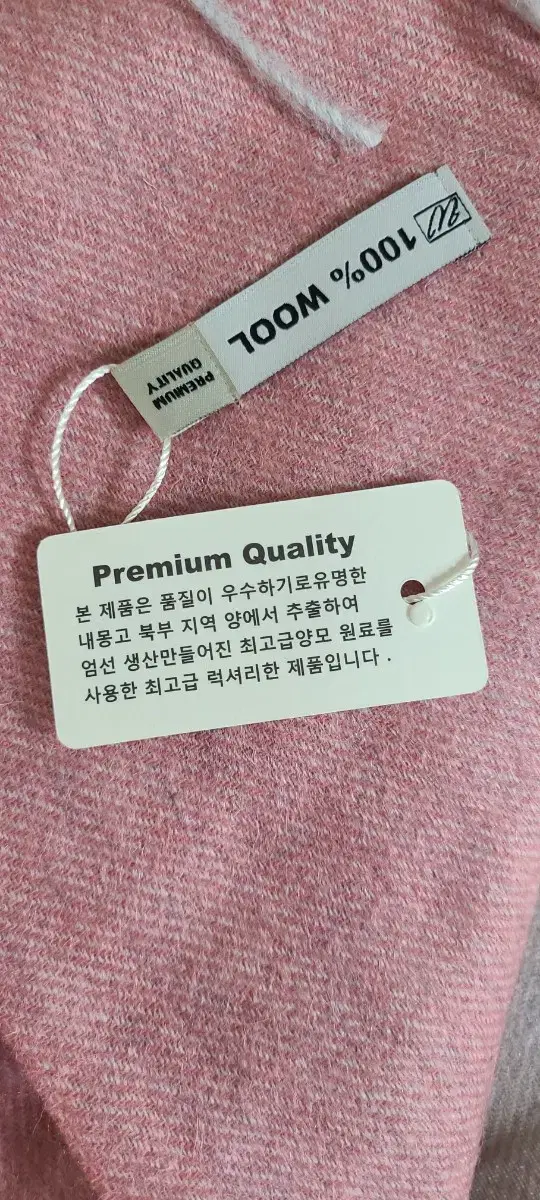 100% WOOL
PREMIUM
QUALITY
Premium Quality
본 제품은 품질이 우수하기로유명한
내몽고 북부 지역 양에서 추출하여
엄선 생산만들어진 최고급양모 원료를
사용한 최고급 럭셔리한 제품입니다 .